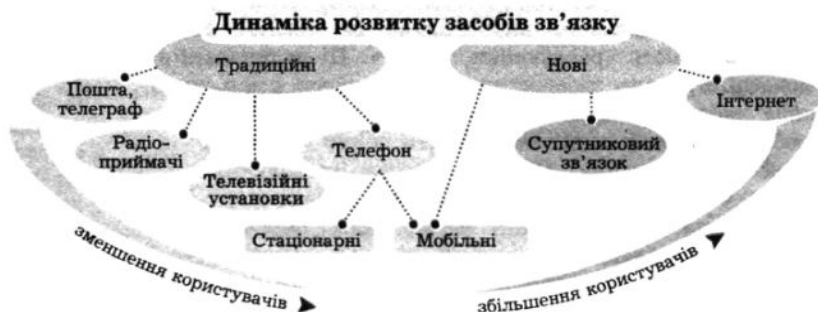 Динаміка розвитку засобів зв'язку
Традиційні
Нові
Пошта,
телеграф
Інтернет
Радіо-
приймачі
Телефон
Супутниковий
зв'язок
Телевізійні
установки
Стаціонарні
Мобільні
зменшення користувачів
збільшення користувачів